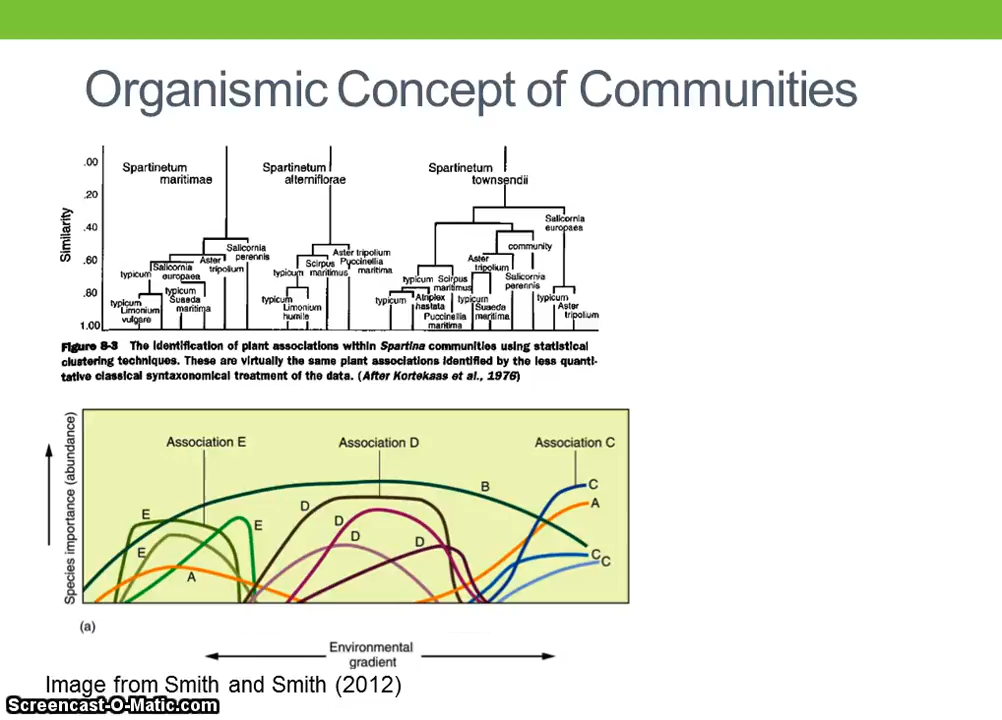 Organismic Concept of Communities
.00
.20
.40
.60
.80
1.00
Similarity
Spartinetum
maritimae
Spartinetum
alterniflorae
Spartinetum
townsendii
Salicornia
perennis
Aster
tripolium
Salicornia
europaea
typicum
typicum
Suaeda
maritima
typicum
Limonium
vulgare
Aster tripolium
Puccinellia
maritima
Scirpus
maritimus
typicum
typicum
Limonium
humile
Salicornia
europaea
community
Aster
tripolium
Salicornia
perennis
typicum
Scirpus
maritimus
typicum
Atriplex
hastata
Puccinellia
maritima
typicum
Suaeda
maritima
typicum
Aster
tripolium
Figure 8-3 The identification of plant associations within Spartina communities using statistical
clustering techniques. These are virtually the same plant associations identified by the less quanti-
tative classical syntaxonomical treatment of the data. (After Kortekaas et al., 1976)
Species importance (abundance)
Association E
Association D
Association C
E
E
E
A
D
D
D
D
B
C
A
C
C
(a)
Environmental
gradient
Image from Smith and Smith (2012)
Screencast-O-Matic.com